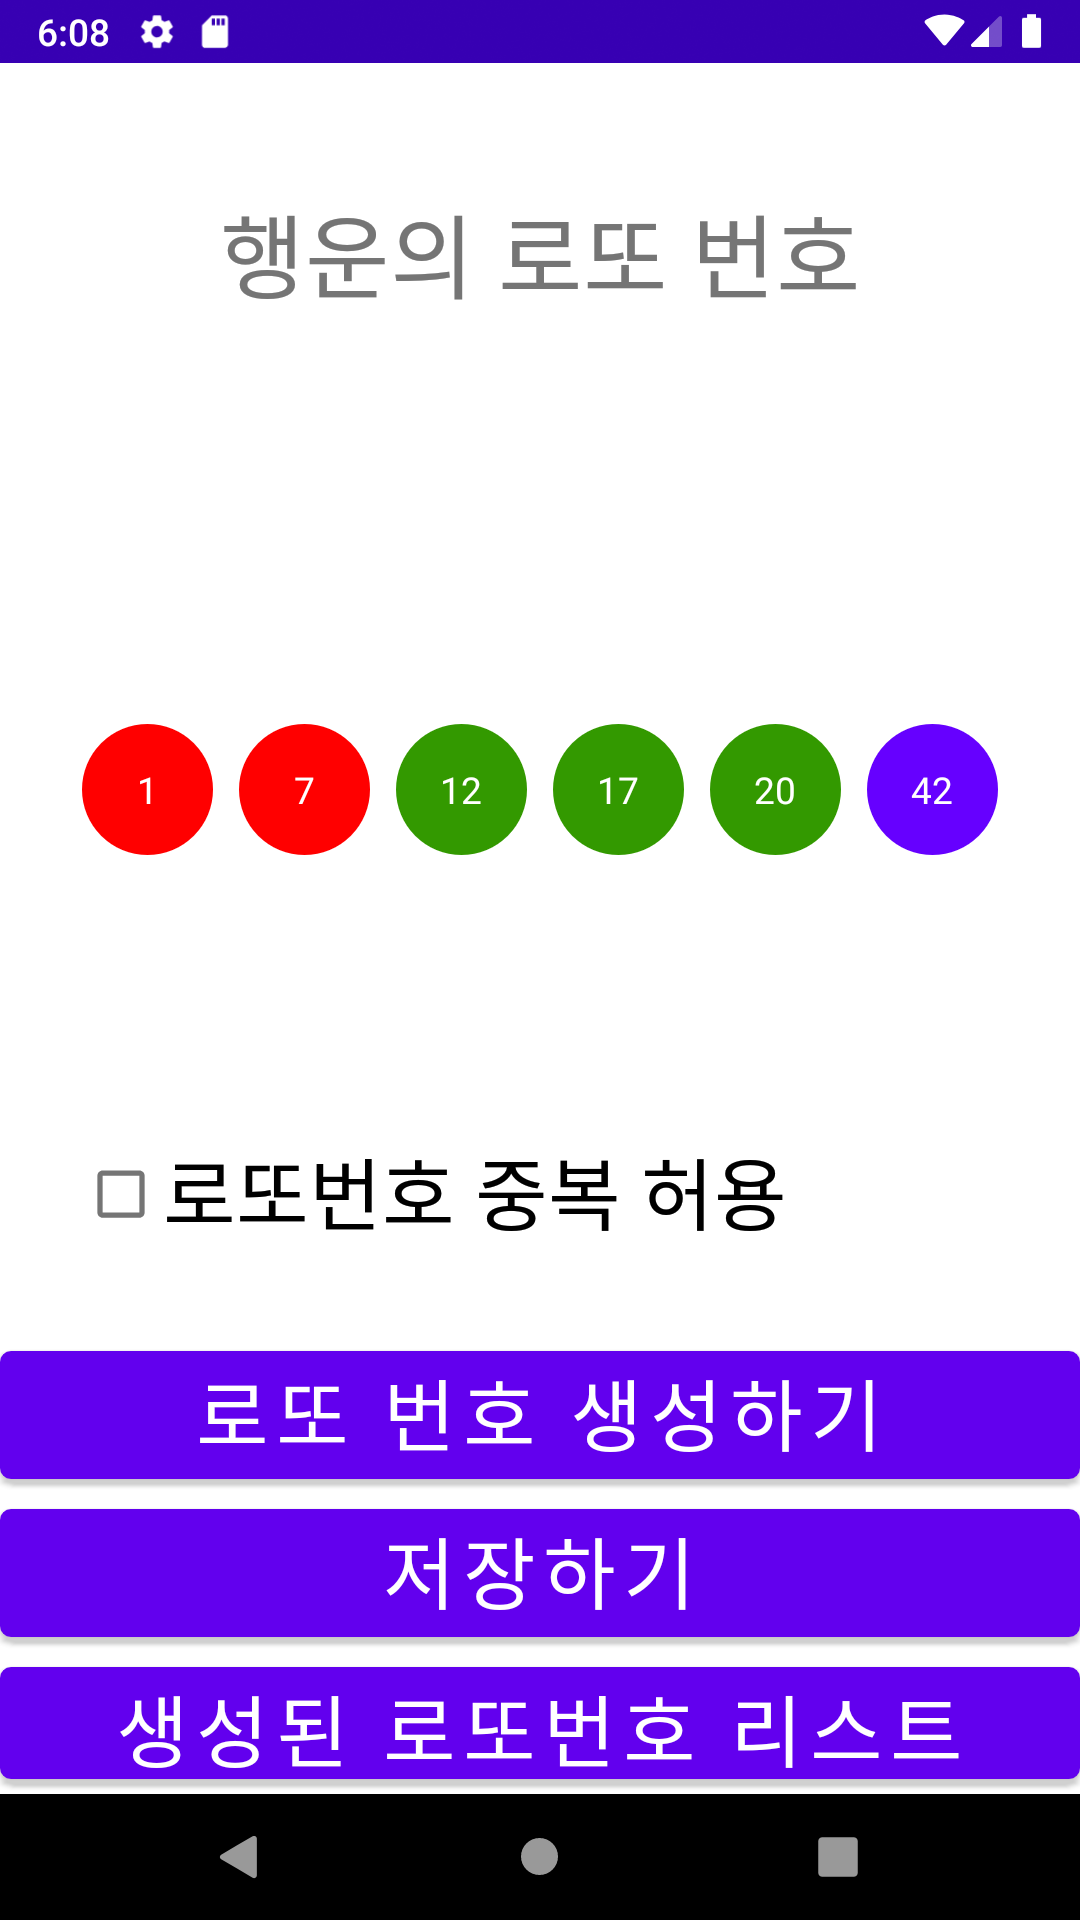 6:08
행운의 로또 번호
1 7 12 17 20 42
로또번호 중복 허용
로또 번호 생성하기
저장하기
생성된 로또번호 리스트